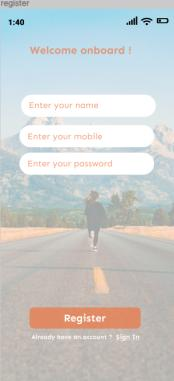 register
1:40
Welcome onboard !
Enter your name
Enter your mobile
Enter your password
Register
Already have an account ? Sign In